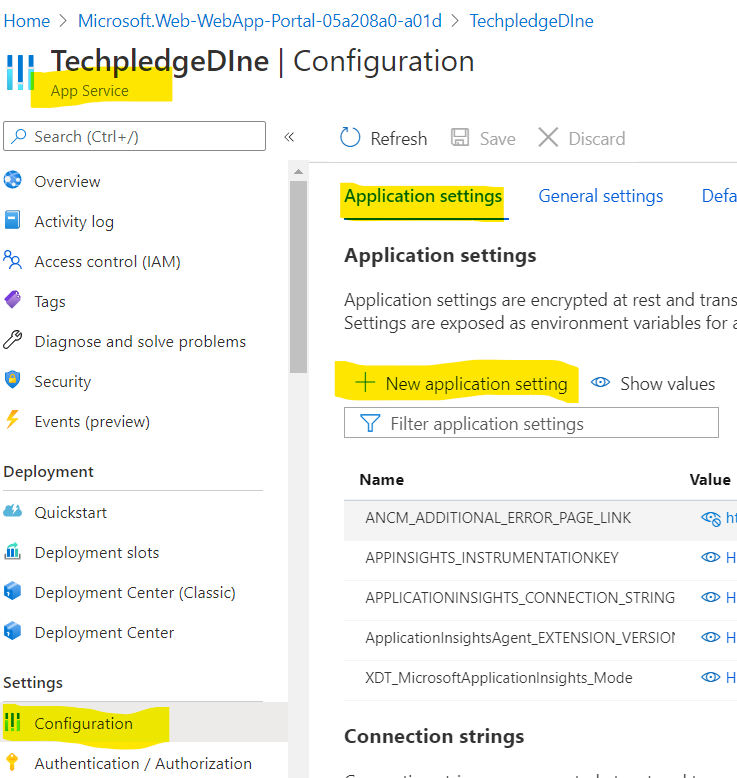 Home > Microsoft.Web-WebApp-Portal-05a208a0-a01d > TechpledgeDIne
TechpledgeDIne | Configuration
App Service
Search (Ctrl+/)
«
Refresh
Save
Discard
Overview
Activity log
Access control (IAM)
Tags
Diagnose and solve problems
Security
Events (preview)
Deployment
Quickstart
Deployment slots
Deployment Center (Classic)
Deployment Center
Settings
Configuration
Authentication / Authorization
Application settings
General settings
Defa
Application settings
Application settings are encrypted at rest and trans
Settings are exposed as environment variables for a
New application setting
Show values
Filter application settings
Name Value
ANCM_ADDITIONAL_ERROR_PAGE_LINK ht
APPINSIGHTS_INSTRUMENTATIONKEY H
APPLICATIONINSIGHTS_CONNECTION_STRING H
ApplicationInsightsAgent_EXTENSION_VERSION H
XDT_MicrosoftApplicationInsights_Mode H
Connection strings